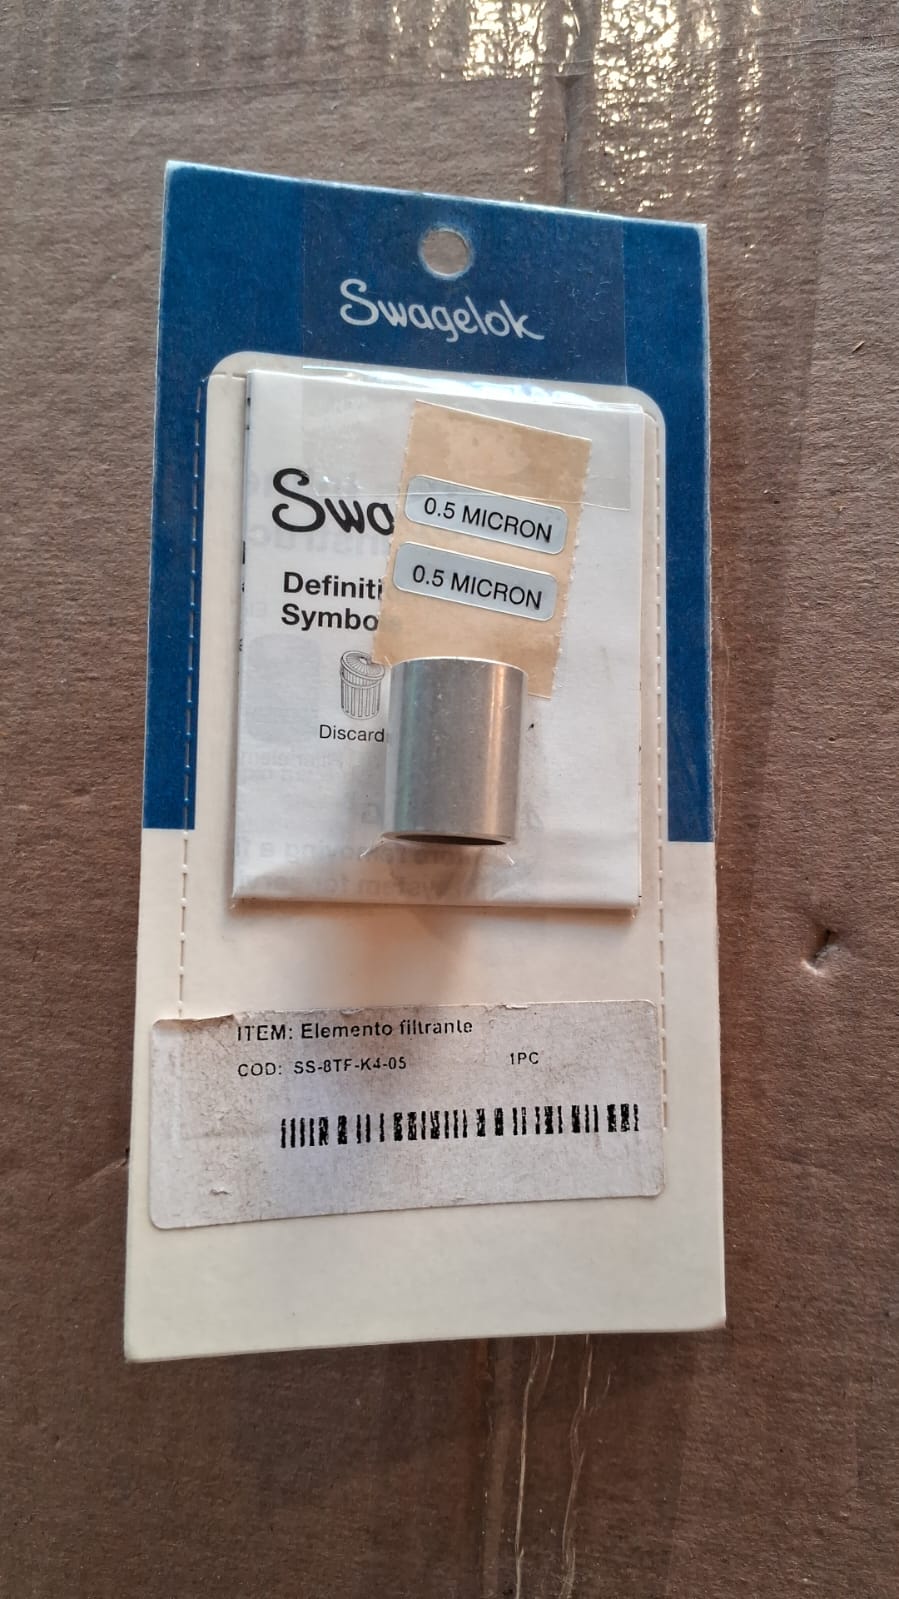 Swagelok
Swa
0.5 MICRON
0.5 MICRON
Definiti
Symbo
Discard
ITEM: Elemento filtrante
COD: SS-8TF-K4-05 1PC